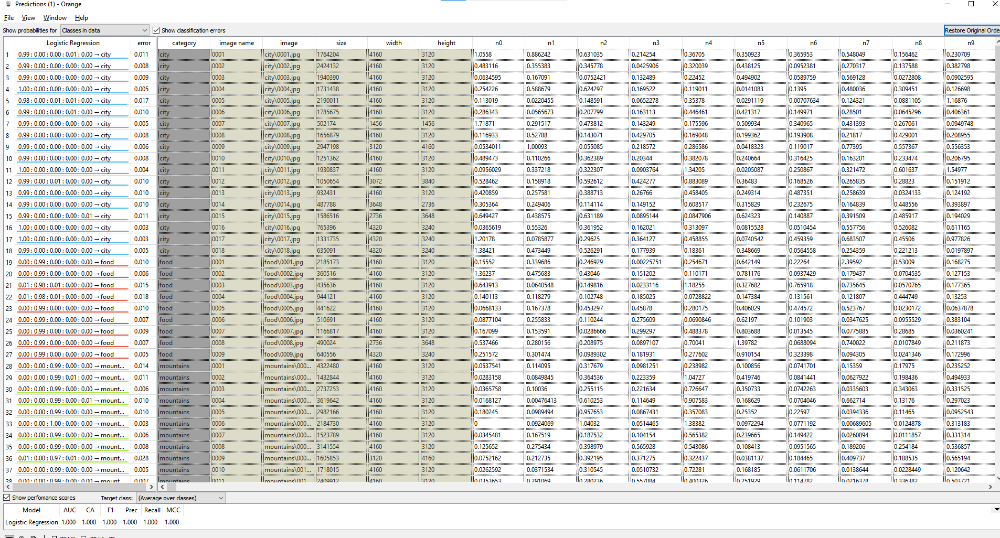 Predictions (1) - Orange
File View Window Help
Show probabilities for Classes in data Show classification errors Restore Original Orde
Logistic Regression error category image name image size width height n0 n1 n2 n3 n4 n5 n6 n7 n8 n9
1 0.99 : 0.00 : 0.00 : 0.01 : 0.00 → city 0.011 city 0001 city\0001.jpg 1764204 4160 3120 1.0558 0.886242 0.631035 0.214254 0.36705 0.350923 0.365953 0.548049 0.156462 0.230709
2 0.99 : 0.00 : 0.00 : 0.00 : 0.00 → city 0.008 city 0002 city\0002.jpg 2424132 4160 3120 0.483116 0.355383 0.345778 0.0425906 0.320039 0.438125 0.0952381 0.270317 0.137588 0.382798
3 0.99 : 0.00 : 0.00 : 0.00 : 0.00 → city 0.009 city 0003 city\0003.jpg 1940390 4160 3120 0.0634595 0.167091 0.0752421 0.132489 0.22452 0.494902 0.0589759 0.569128 0.0272808 0.0902595
4 1.00 : 0.00 : 0.00 : 0.00 : 0.00 → city 0.005 city 0004 city\0004.jpg 1731438 4160 3120 0.254226 0.588679 0.624297 0.169522 0.119011 0.0141083 0.1395 0.480036 0.309451 0.126698
5 0.98 : 0.00 : 0.01 : 0.01 : 0.00 → city 0.017 city 0005 city\0005.jpg 2190011 4160 3120 0.113019 0.0220455 0.148591 0.0652278 0.35378 0.0291119 0.00707634 0.124321 0.0881105 1.16876
6 0.99 : 0.00 : 0.00 : 0.01 : 0.00 → city 0.010 city 0006 city\0006.jpg 1785675 4160 3120 0.286343 0.0565673 0.207799 0.163113 0.446461 0.421317 0.149971 0.28501 0.0645296 0.406361
7 0.99 : 0.00 : 0.00 : 0.00 : 0.00 → city 0.005 city 0007 city\0007.jpg 502174 1456 1456 1.71871 0.291517 0.473812 0.143249 0.175596 0.509934 0.340965 0.431393 0.267061 0.0949748
8 0.99 : 0.00 : 0.00 : 0.00 : 0.00 → city 0.008 city 0008 city\0008.jpg 1656879 4160 3120 0.116933 0.52788 0.143071 0.429705 0.169048 0.199362 0.193908 0.21817 0.429001 0.208955
9 0.99 : 0.00 : 0.00 : 0.00 : 0.00 → city 0.006 city 0009 city\0009.jpg 2947198 3120 4160 0.0534011 1.00093 0.055085 0.218572 0.286586 0.0418323 0.119017 0.77395 0.557367 0.556353
10 0.99 : 0.00 : 0.00 : 0.00 : 0.00 → city 0.008 city 0010 city\0010.jpg 1251362 4160 3120 0.489473 0.110266 0.362389 0.20344 0.382078 0.240664 0.316425 0.163201 0.233474 0.206795
11 1.00 : 0.00 : 0.00 : 0.00 : 0.00 → city 0.004 city 0011 city\0011.jpg 1930837 4160 3120 0.0956029 0.337218 0.322307 0.0903764 1.34205 0.0205087 0.250867 0.321472 0.601637 1.54977
12 0.99 : 0.00 : 0.01 : 0.00 : 0.00 → city 0.010 city 0012 city\0012.jpg 1050654 3072 3840 0.528462 0.158918 0.592612 0.424277 0.883089 0.36483 0.168526 0.265835 0.28823 0.151912
13 0.99 : 0.00 : 0.00 : 0.00 : 0.00 → city 0.010 city 0013 city\0013.jpg 932431 4160 3120 0.420859 0.257581 0.388713 0.26766 0.458405 0.249314 0.487351 0.258639 0.0324133 0.124192
14 0.99 : 0.00 : 0.00 : 0.00 : 0.00 → city 0.010 city 0014 city\0014.jpg 487788 3648 2736 0.305364 0.249406 0.114114 0.149152 0.608517 0.315829 0.232675 0.164839 0.448556 0.393897
15 0.99 : 0.00 : 0.00 : 0.00 : 0.01 → city 0.011 city 0015 city\0015.jpg 1586516 2736 3648 0.649427 0.438575 0.631189 0.0895144 0.0847906 0.624323 0.140887 0.391509 0.485917 0.194029
16 1.00 : 0.00 : 0.00 : 0.00 : 0.00 → city 0.003 city 0016 city\0016.jpg 765396 4320 3240 0.0365619 0.55326 0.361952 0.162021 0.313097 0.0815528 0.0510454 0.557756 0.526082 0.611165
17 1.00 : 0.00 : 0.00 : 0.00 : 0.00 → city 0.003 city 0017 city\0017.jpg 1331735 4320 3240 1.20178 0.0785877 0.29625 0.364127 0.458855 0.0740542 0.459359 0.683507 0.45506 0.977826
18 0.99 : 0.00 : 0.00 : 0.00 : 0.00 → city 0.005 city 0018 city\0018.jpg 635091 4320 3240 1.38421 0.473449 0.526291 0.177939 0.18361 0.348669 0.0564558 0.254359 0.221213 0.0197897
19 0.00 : 0.99 : 0.00 : 0.00 : 0.00 → food 0.010 food 0001 food\0001.jpg 2185173 4160 3120 0.15552 0.339686 0.246929 0.00225751 0.254671 0.642149 0.22264 2.39592 0.53009 0.168275
20 0.00 : 0.99 : 0.00 : 0.00 : 0.00 → food 0.006 food 0002 food\0002.jpg 360516 4160 3120 1.36237 0.475683 0.43046 0.151202 0.110171 0.781176 0.0937429 0.179437 0.0704535 0.127153
21 0.01 : 0.98 : 0.01 : 0.00 : 0.00 → food 0.011 food 0003 food\0003.jpg 435636 4160 3120 0.643913 0.0640548 0.149816 0.0233116 1.18255 0.327682 0.765918 0.735645 0.0570765 0.177365
22 0.01 : 0.98 : 0.01 : 0.00 : 0.00 → food 0.018 food 0004 food\0004.jpg 944121 4160 3120 0.140113 0.118279 0.102748 0.185025 0.0728822 0.147384 0.131561 0.121807 0.444749 0.13253
23 0.00 : 0.99 : 0.00 : 0.00 : 0.00 → food 0.010 food 0005 food\0005.jpg 441622 4160 3120 0.0668133 0.167378 0.453297 0.45878 0.280175 0.406029 0.474572 0.523767 0.0230172 0.0637878
24 0.00 : 0.99 : 0.00 : 0.00 : 0.00 → food 0.007 food 0006 food\0006.jpg 510691 4160 3120 0.0877104 0.255833 0.110244 0.275609 0.0690846 0.62197 0.101903 0.0347625 0.0955529 0.383104
25 0.00 : 0.99 : 0.00 : 0.00 : 0.00 → food 0.009 food 0007 food\0007.jpg 1166817 4160 3120 0.167099 0.153591 0.0286666 0.299297 0.488378 0.803688 0.013545 0.0775885 0.28685 0.0360241
26 0.00 : 0.99 : 0.00 : 0.00 : 0.00 → food 0.007 food 0008 food\0008.jpg 490024 2736 3648 0.537466 0.280156 0.208975 0.0897107 0.70041 1.39782 0.0688094 0.740022 0.0107849 0.211873
27 0.00 : 0.99 : 0.00 : 0.00 : 0.00 → food 0.005 food 0009 food\0009.jpg 640556 4320 3240 0.251572 0.301474 0.0989302 0.181931 0.277602 0.910154 0.323398 0.094305 0.0241346 0.172996
28 0.00 : 0.00 : 0.99 : 0.00 : 0.00 → mount... 0.014 mountains 0001 mountains\000... 4322480 4160 3120 0.0537541 0.114095 0.317679 0.0981251 0.238982 0.100856 0.0741701 0.15359 0.17975 0.235252
29 0.00 : 0.00 : 0.99 : 0.01 : 0.00 → mount... 0.011 mountains 0002 mountains\000... 1432844 4160 3120 0.0283158 0.0849845 0.364536 0.223359 1.04727 0.419746 0.0841441 0.0627922 0.198436 0.494933
30 0.00 : 0.00 : 0.99 : 0.00 : 0.00 → mount... 0.006 mountains 0003 mountains\000... 2737253 4160 3120 0.0365758 0.10036 0.255115 0.221634 0.726647 0.350733 0.0742263 0.0335603 0.343063 0.331525
31 0.00 : 0.00 : 0.99 : 0.00 : 0.01 → mount... 0.010 mountains 0004 mountains\000... 3619642 4160 3120 0.0168127 0.00476413 0.610253 0.114649 0.907583 0.168629 0.0704046 0.662714 0.13176 0.297023
32 0.00 : 0.00 : 0.99 : 0.00 : 0.00 → mount... 0.010 mountains 0005 mountains\000... 2982166 4160 3120 0.180245 0.0989494 0.957653 0.0867431 0.357083 0.25352 0.22597 0.0394336 0.11465 0.0952543
33 0.00 : 0.00 : 1.00 : 0.00 : 0.00 → mount... 0.003 mountains 0006 mountains\000... 2184730 4160 3120 0 0.0924069 1.04032 0.0514465 1.38382 0.0972294 0.0771192 0.00689605 0.0124878 0.313183
34 0.00 : 0.00 : 0.99 : 0.00 : 0.00 → mount... 0.006 mountains 0007 mountains\000... 1523789 4160 3120 0.0345481 0.167519 0.187532 0.104154 0.565382 0.239665 0.149422 0.0260894 0.0111857 0.331314
35 0.00 : 0.00 : 0.99 : 0.00 : 0.00 → mount... 0.008 mountains 0008 mountains\000... 3141554 4160 3120 0.125652 0.275434 0.398979 0.565928 0.543086 0.108413 0.0951565 0.189206 0.254184 0.536857
36 0.01 : 0.00 : 0.97 : 0.01 : 0.00 → mount... 0.028 mountains 0009 mountains\000... 1605853 3120 4160 0.0752162 0.212735 0.392195 0.371275 0.322437 0.0381137 0.184465 0.409737 0.188535 0.565194
37 0.00 : 0.00 : 0.99 : 0.00 : 0.00 → mount... 0.005 mountains 0010 mountains\001... 1718015 4160 3120 0.0262592 0.0371534 0.310545 0.0510732 0.72281 0.168185 0.0611706 0.0138644 0.0228449 0.120642
38 0.00 : 0.00 : 0.99 : 0.00 : 0.00 → mount 0.007 mountains 0011 mountains\001 2409912 4160 3120 0.0353653 0.291069 0.280236 0.557084 0.400326 0.251929 0.114782 0.0216378 0.336382 0.503721
Show perfomance scores Target class: (Average over classes)
Model AUC CA F1 Prec Recall MCC
Logistic Regression 1.000 1.000 1.000 1.000 1.000 1.000